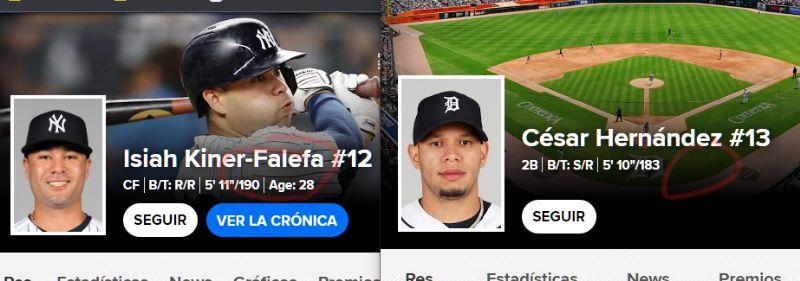 Isiah Kiner-Falefa #12
CF | B/T: R/R | 5' 11"/190 | Age: 28
SEGUIR
VER LA CRÓNICA
César Hernández #13
2B | B/T: S/R | 5' 10"/183
SEGUIR
Res
Estadísticas
News
Gráficos
Premios
Res
Estadísticas
News
Premios